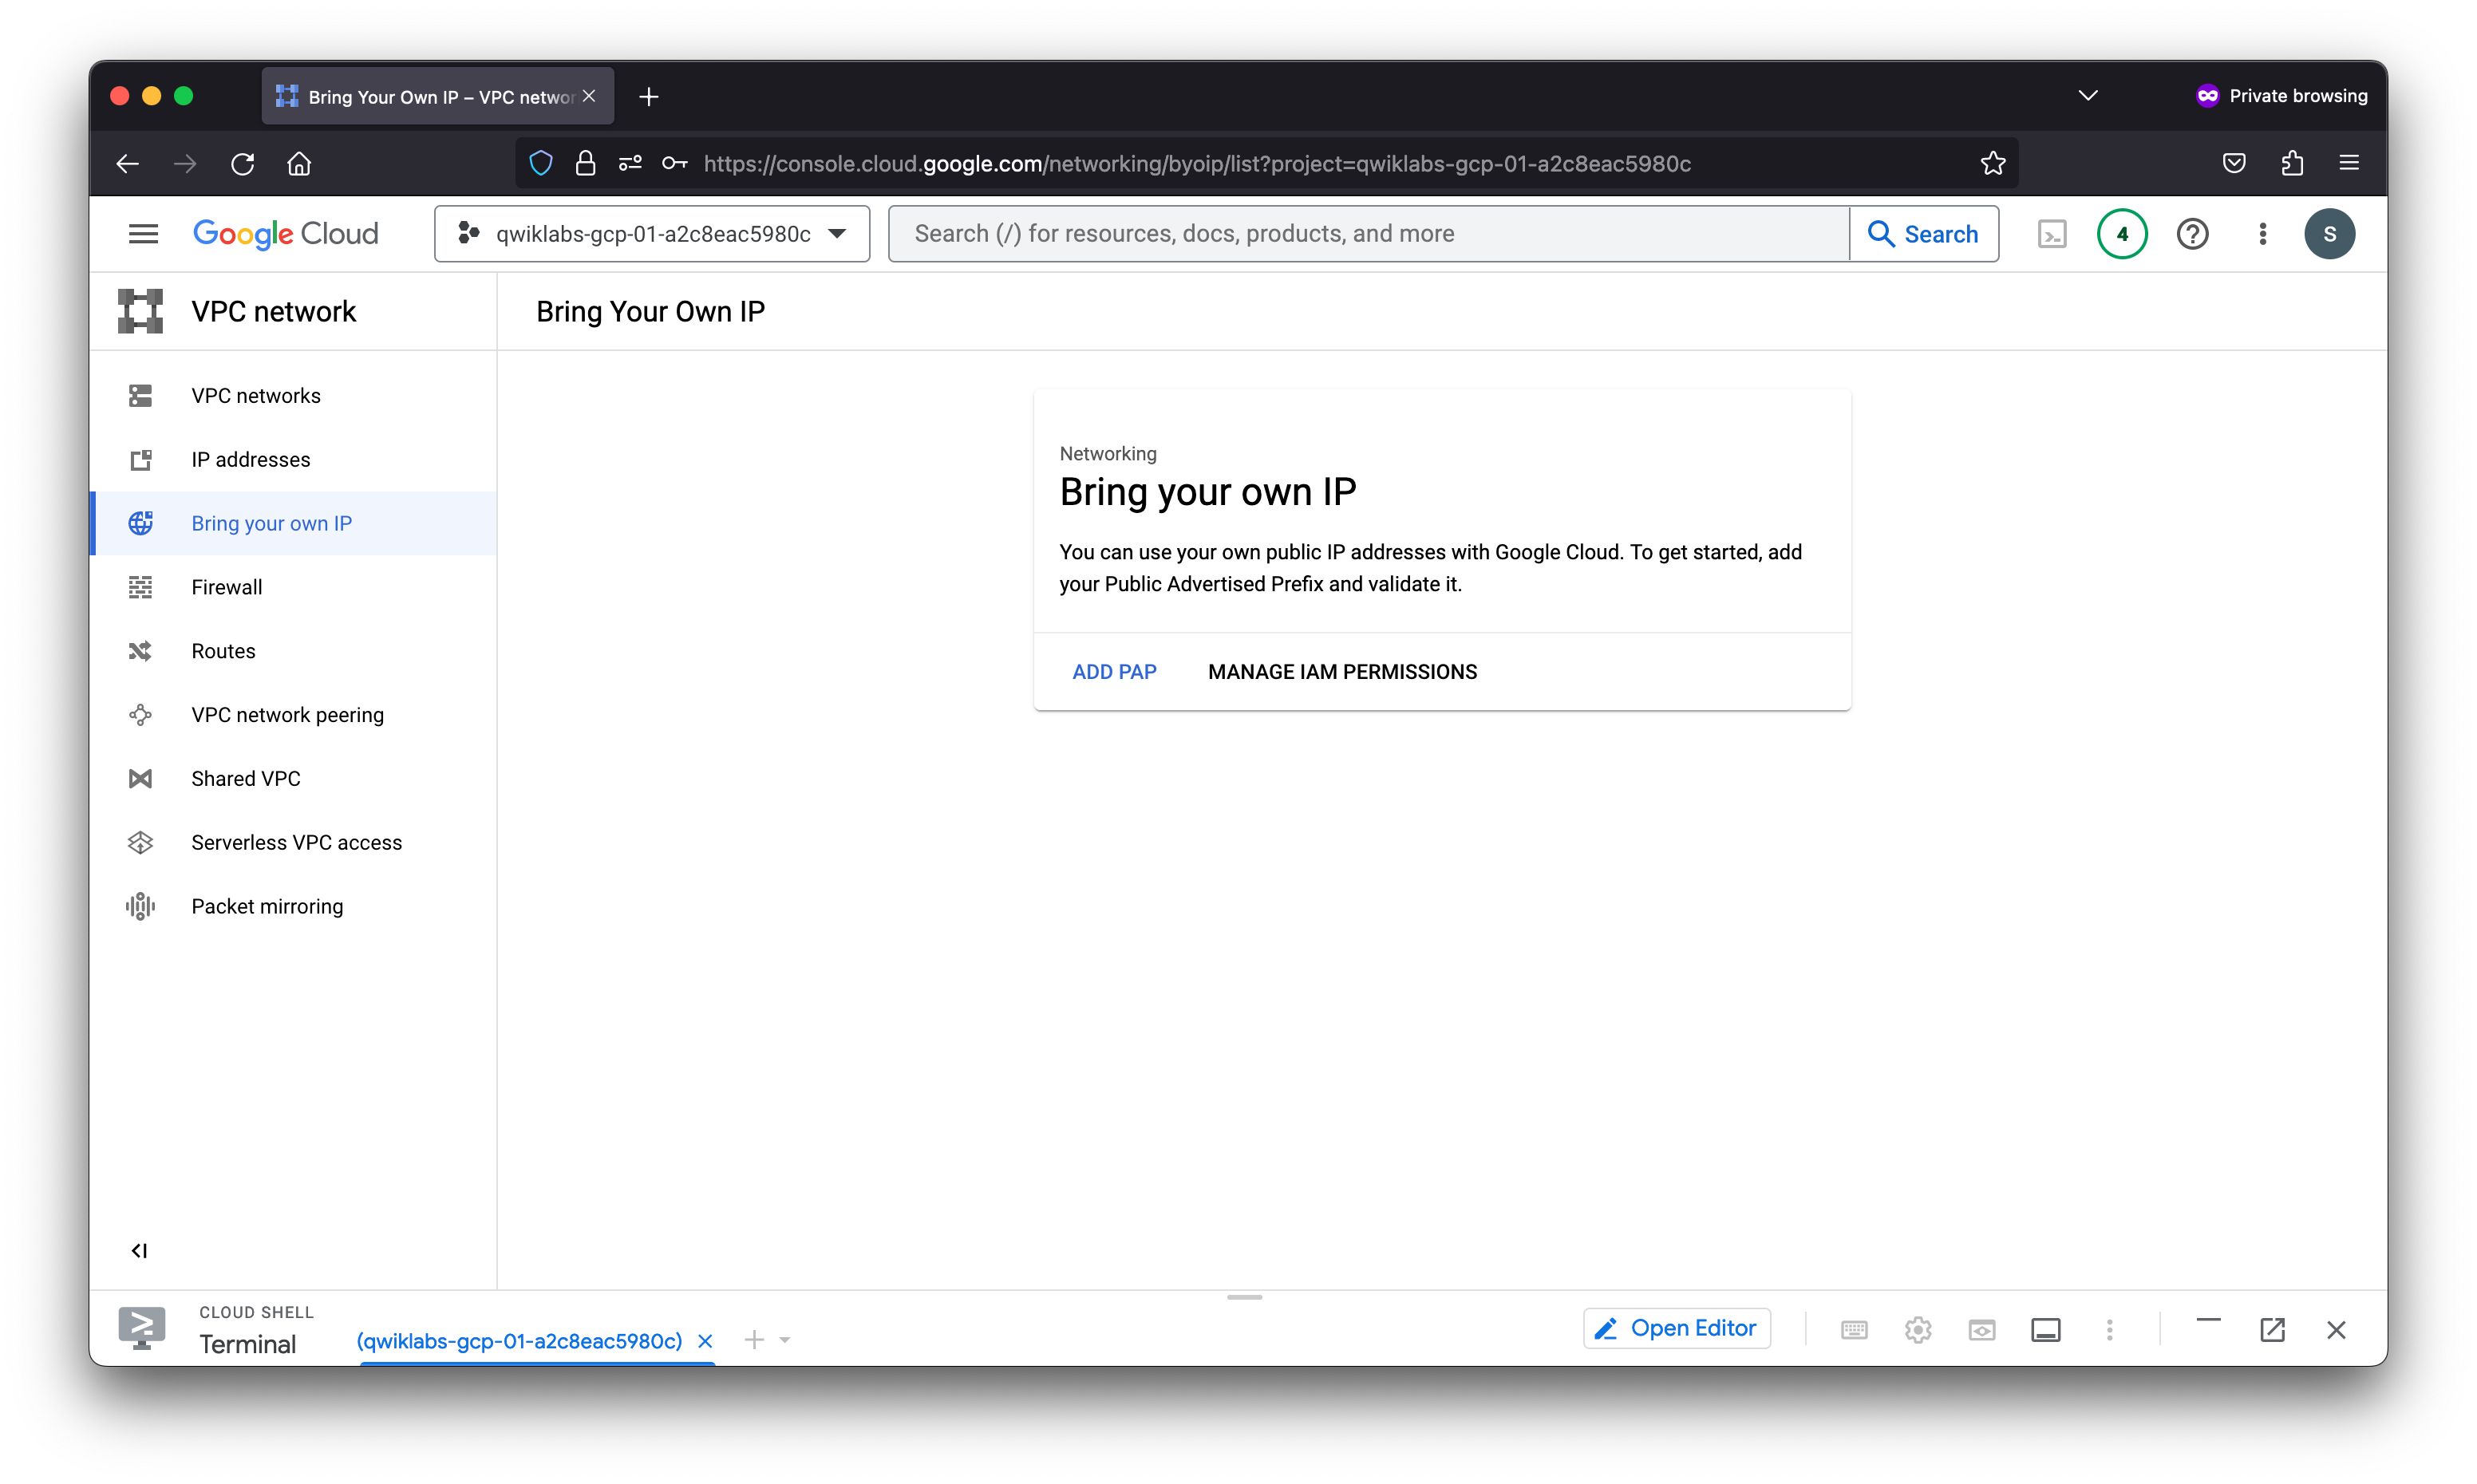 Bring Your Own IP – VPC networ
Private browsing
https://console.cloud.google.com/networking/byoip/list?project=qwiklabs-gcp-01-a2c8eac5980c
Google Cloud
qwiklabs-gcp-01-a2c8eac5980c
Search (/) for resources, docs, products, and more
Search
4
S
VPC network
Bring Your Own IP
VPC networks
IP addresses
Bring your own IP
Firewall
Routes
VPC network peering
Shared VPC
Serverless VPC access
Packet mirroring
Networking
Bring your own IP
You can use your own public IP addresses with Google Cloud. To get started, add
your Public Advertised Prefix and validate it.
ADD PAP
MANAGE IAM PERMISSIONS
CLOUD SHELL
Terminal
(qwiklabs-gcp-01-a2c8eac5980c)
Open Editor